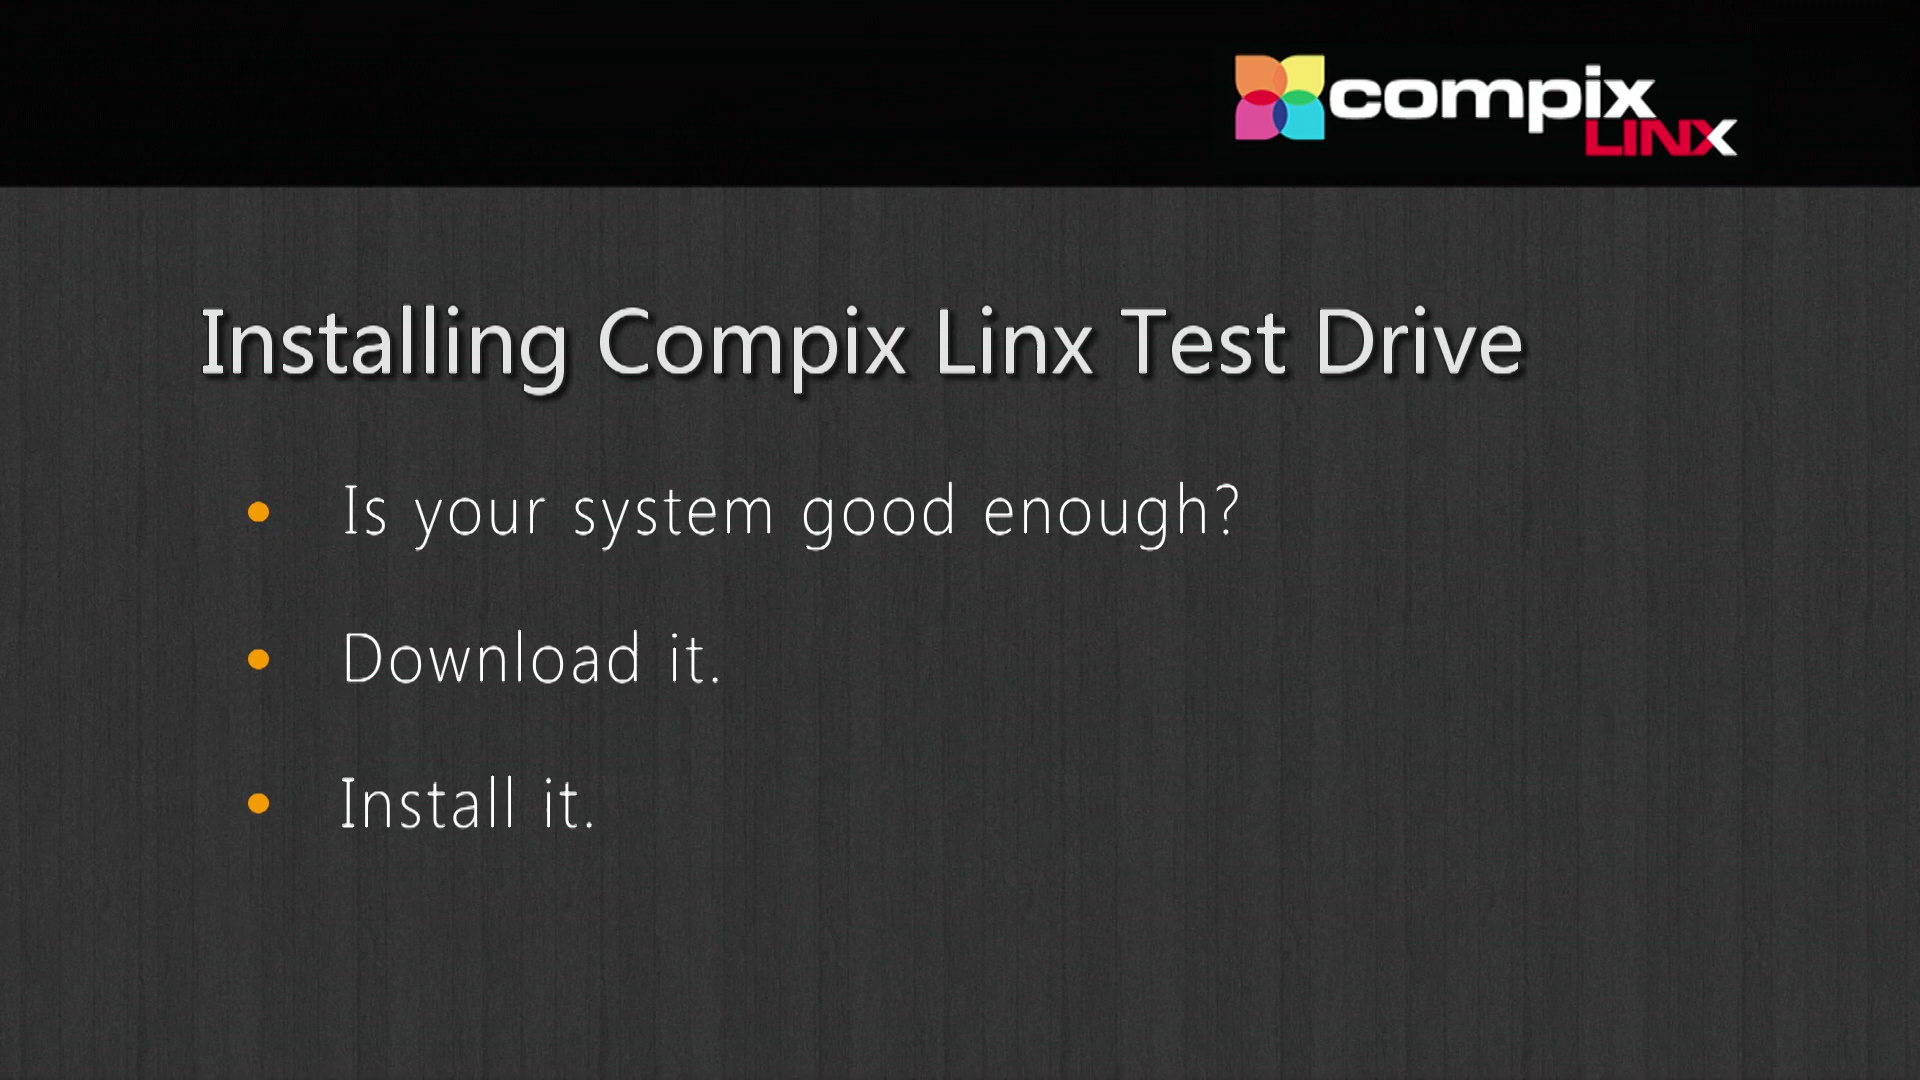 compix
LINX
Installing Compix Linx Test Drive
• Is your system good enough?
• Download it.
• Install it.